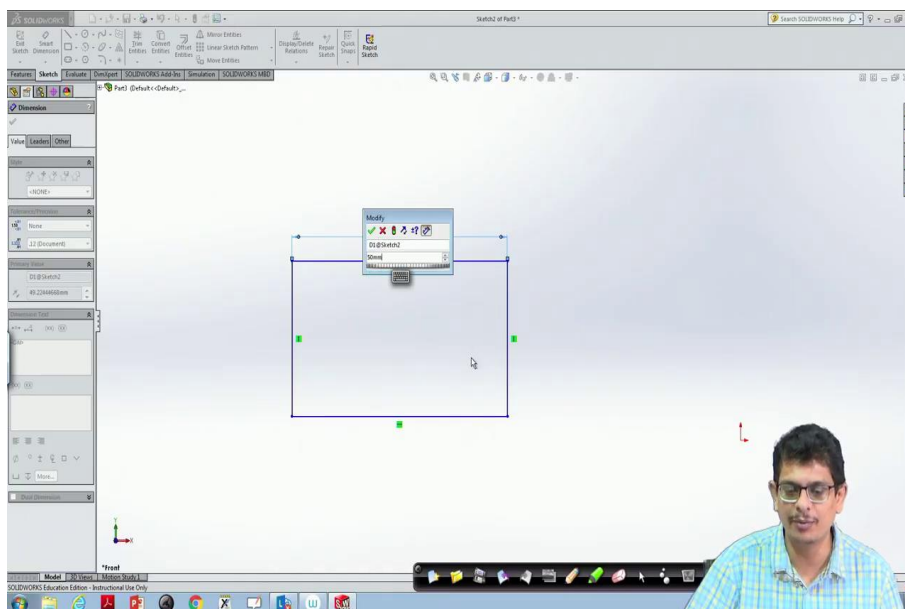 SOLIDWORKS
Sketch2 of Part3 *
Search SOLIDWORKS Help
Exit Sketch
Smart Dimension
Trim Entities
Convert Entities
Offset Entities
Mirror Entities
Linear Sketch Pattern
Move Entities
Display/Delete Relations
Repair Sketch
Quick Snaps
Rapid Sketch
Features Sketch Evaluate DimXpert SOLIDWORKS Add-Ins Simulation SOLIDWORKS MBD
Part3 (Default<<Default>_...
Dimension
Value Leaders Other
Style
<NONE>
Tolerance/Precision
None
.12 (Document)
Primary Value
D1@Sketch2
49.22444668mm
Dimension Text
<DIM>
More...
Dual Dimension
Modify
D1@Sketch2
50mm
Y
X
*Front
Model 3D Views Motion Study 1
SOLIDWORKS Education Edition - Instructional Use Only